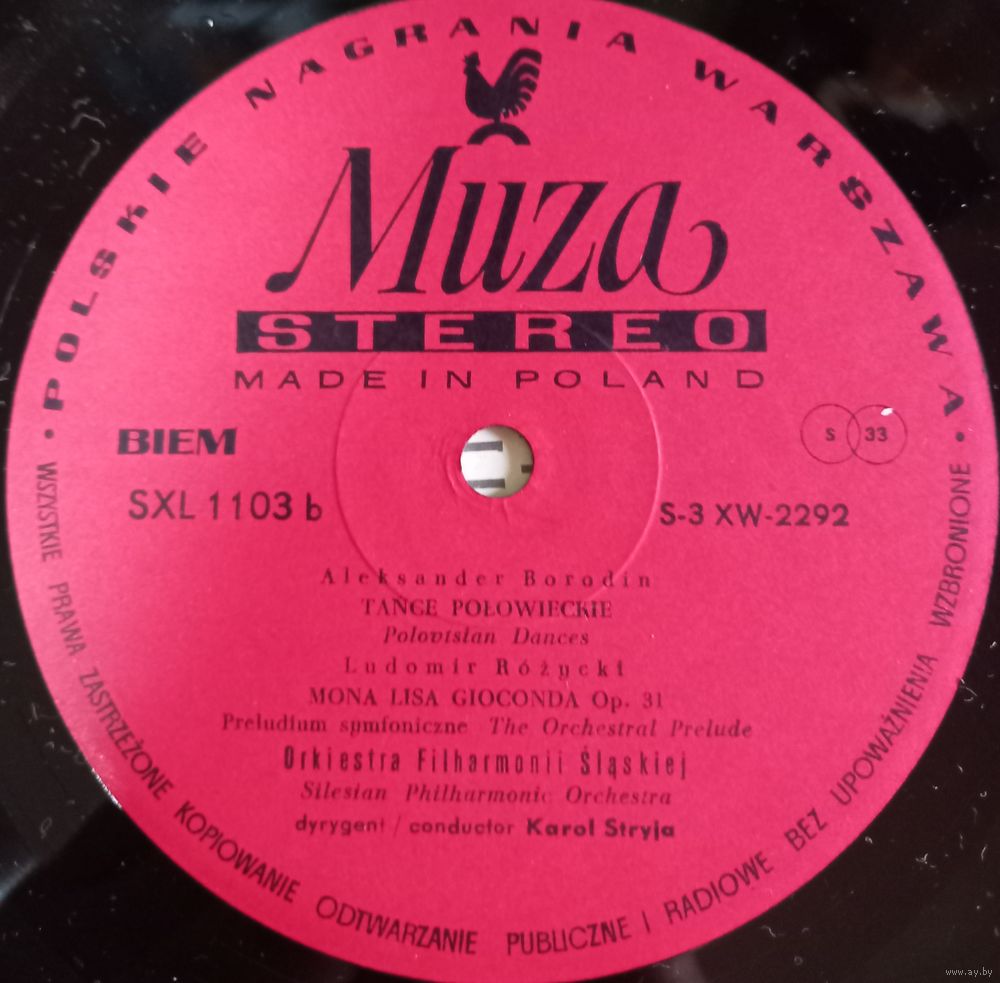 POLSKIE NAGRANIA WARSZAWA
Muza
STEREO
MADE IN POLAND
BIEM
S 33
SXL 1103 b
S-3 XW-2292
Aleksander Borodin
TAŃCE POŁOWIECKIE
Polovisian Dances
Ludomir Różycki
MONA LISA GIOCONDA Op. 31
Preludium symfoniczne The Orchestral Prelude
Orkiestra Filharmonii Śląskiej
Silesian Philharmonic Orchestra
dyrygent / conductor Karol Stryja
WSZYSTKIE PRAWA ZASTRZEŻONE KOPIOWANIE ODTWARZANIE PUBLICZNE I RADIOWE BEZ UPOWAŻNIENIA WZBRONIONE
www.ay.by